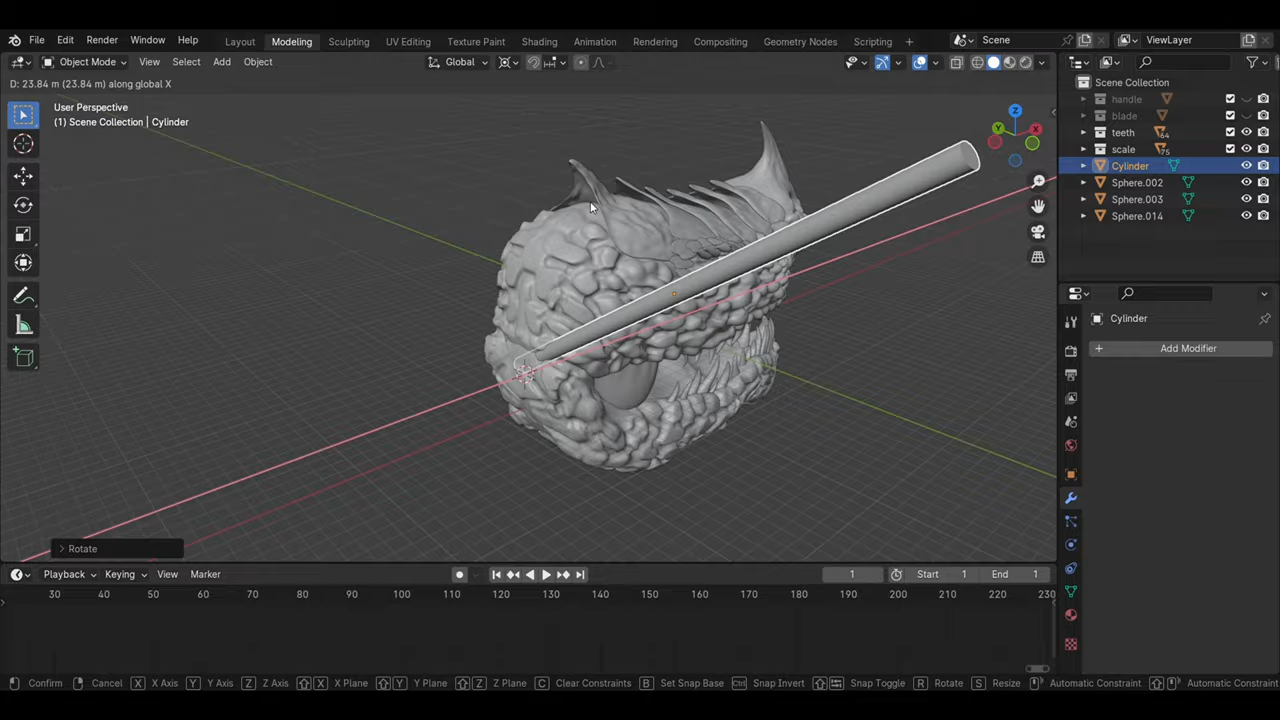 File Edit Render Window Help Layout Modeling Sculpting UV Editing Texture Paint Shading Animation Rendering Compositing Geometry Nodes Scripting + Scene ViewLayer
Object Mode View Select Add Object Global
D: 23.84 m (23.84 m) along global X
User Perspective
(1) Scene Collection | Cylinder
Z
Y
X
Scene Collection
handle
blade
teeth 64
scale 75
Cylinder
Sphere.002
Sphere.003
Sphere.014
Cylinder
+ Add Modifier
Rotate
Playback Keying View Marker 1 Start 1 End 1
30 40 50 60 70 80 90 100 110 120 130 140 150 160 170 180 190 200 210 220 230
Confirm Cancel X X Axis Y Y Axis Z Z Axis X X Plane Y Y Plane Z Z Plane C Clear Constraints B Set Snap Base Ctrl Snap Invert Snap Toggle R Rotate S Resize Automatic Constraint Automatic Constraint